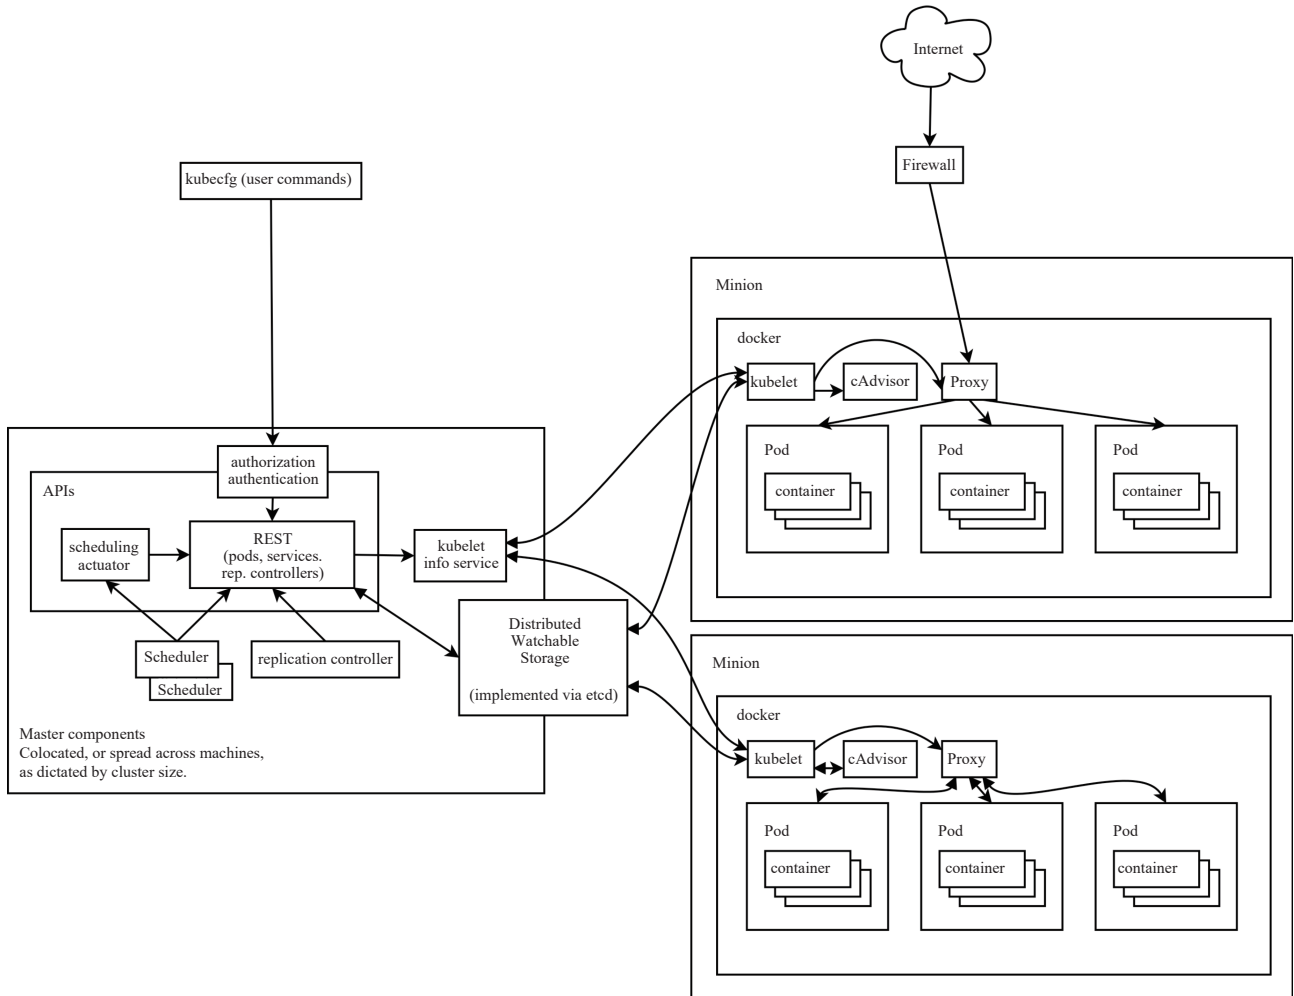 Internet
Firewall
kubecfg (user commands)
Minion
docker
kubelet
cAdvisor
Proxy
Pod
container
Pod
container
Pod
container
authorization
authentication
APIs
scheduling
actuator
REST
(pods, services.
rep. controllers)
kubelet
info service
Scheduler
Scheduler
replication controller
Distributed
Watchable
Storage
(implemented via etcd)
Master components
Colocated, or spread across machines,
as dictated by cluster size.
Minion
docker
kubelet
cAdvisor
Proxy
Pod
container
Pod
container
Pod
container